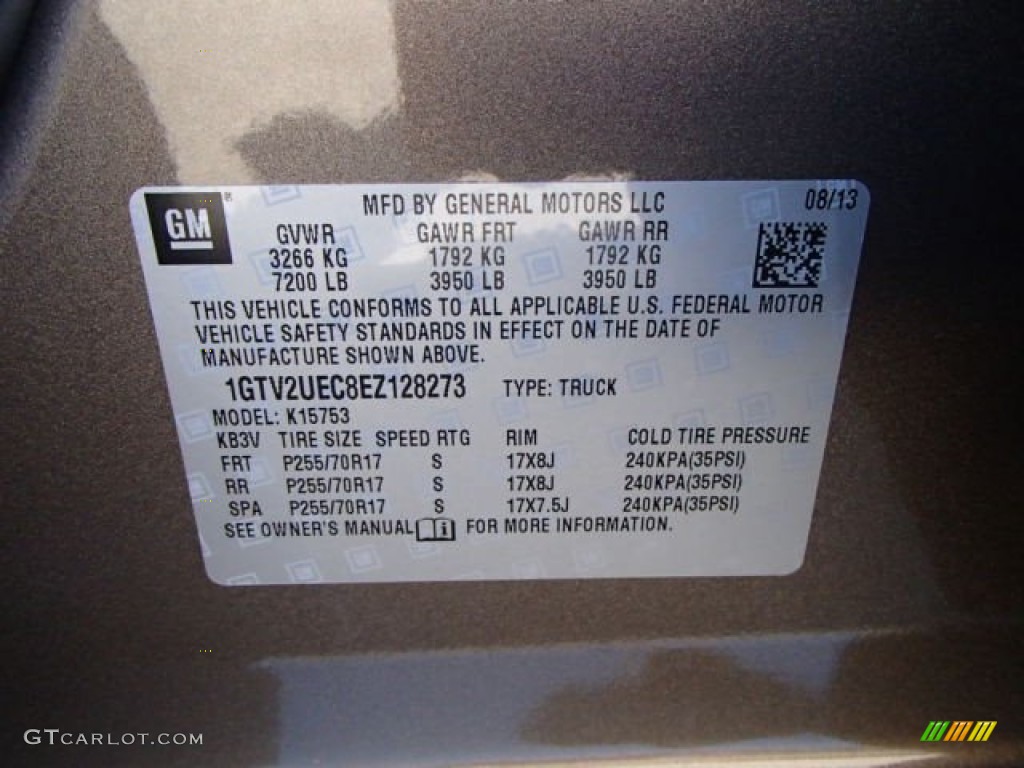 GM ® MFD BY GENERAL MOTORS LLC 08/13
GVWR GAWR FRT GAWR RR
3266 KG 1792 KG 1792 KG
7200 LB 3950 LB 3950 LB
THIS VEHICLE CONFORMS TO ALL APPLICABLE U.S. FEDERAL MOTOR
VEHICLE SAFETY STANDARDS IN EFFECT ON THE DATE OF
MANUFACTURE SHOWN ABOVE.
1GTV2UEC8EZ128273 TYPE: TRUCK
MODEL: K15753
KB3V TIRE SIZE SPEED RTG RIM COLD TIRE PRESSURE
FRT P255/70R17 S 17X8J 240KPA(35PSI)
RR P255/70R17 S 17X8J 240KPA(35PSI)
SPA P255/70R17 S 17X7.5J 240KPA(35PSI)
SEE OWNER'S MANUAL i FOR MORE INFORMATION.
GTCARLOT.COM